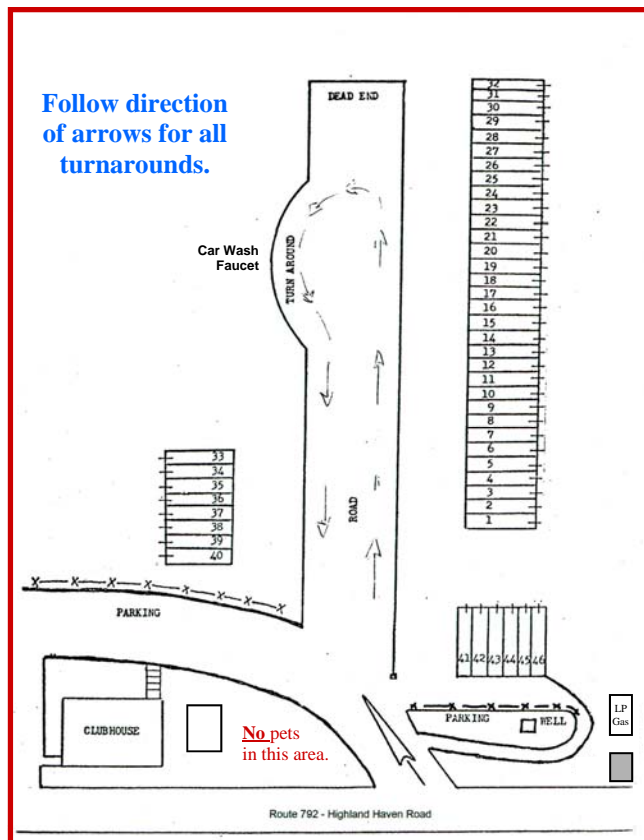 DEAD END
Follow direction
of arrows for all
turnarounds.
Car Wash
Faucet
TURN AROUND
32
31
30
29
28
27
26
25
24
23
22
21
20
19
18
17
16
15
14
13
12
11
10
9
8
7
6
5
4
3
2
1
33
34
35
36
37
38
39
40
ROAD
PARKING
41 42 43 44 45 46
CLUBHOUSE
No pets
in this area.
PARKING
WELL
LP
Gas
Route 792 - Highland Haven Road